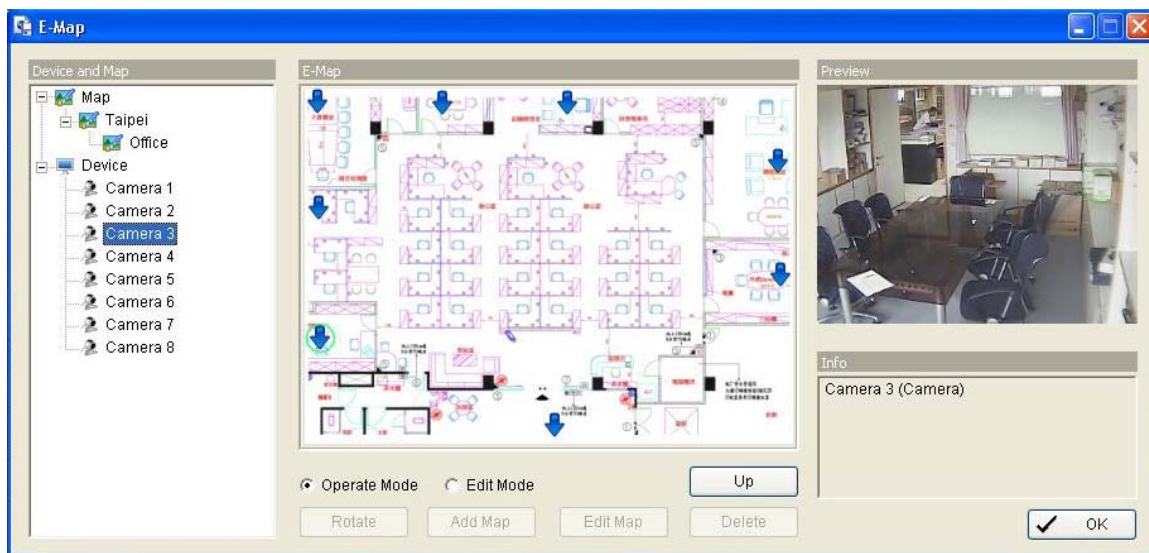 E-Map
Device and Map
Map
Taipei
Office
Device
Camera 1
Camera 2
Camera 3
Camera 4
Camera 5
Camera 6
Camera 7
Camera 8
E-Map
Operate Mode
Edit Mode
Up
Rotate
Add Map
Edit Map
Delete
Preview
Info
Camera 3 (Camera)
OK